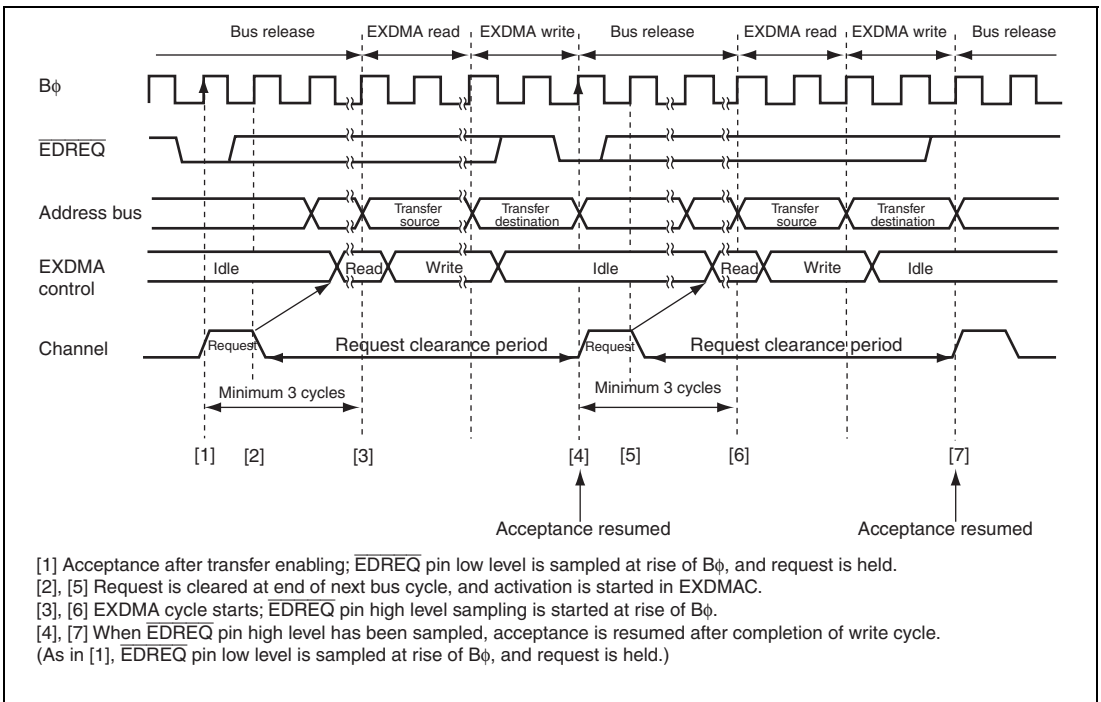 Bus release EXDMA read EXDMA write Bus release EXDMA read EXDMA write Bus release
Bϕ
EDREQ
Address bus Transfer source Transfer destination Transfer source Transfer destination
EXDMA control Idle Read Write Idle Read Write Idle
Channel Request Request clearance period Request Request clearance period
Minimum 3 cycles Minimum 3 cycles
[1] [2] [3] [4] [5] [6] [7]
Acceptance resumed Acceptance resumed
[1] Acceptance after transfer enabling; EDREQ pin low level is sampled at rise of Bϕ, and request is held.
[2], [5] Request is cleared at end of next bus cycle, and activation is started in EXDMAC.
[3], [6] EXDMA cycle starts; EDREQ pin high level sampling is started at rise of Bϕ.
[4], [7] When EDREQ pin high level has been sampled, acceptance is resumed after completion of write cycle.
(As in [1], EDREQ pin low level is sampled at rise of Bϕ, and request is held.)